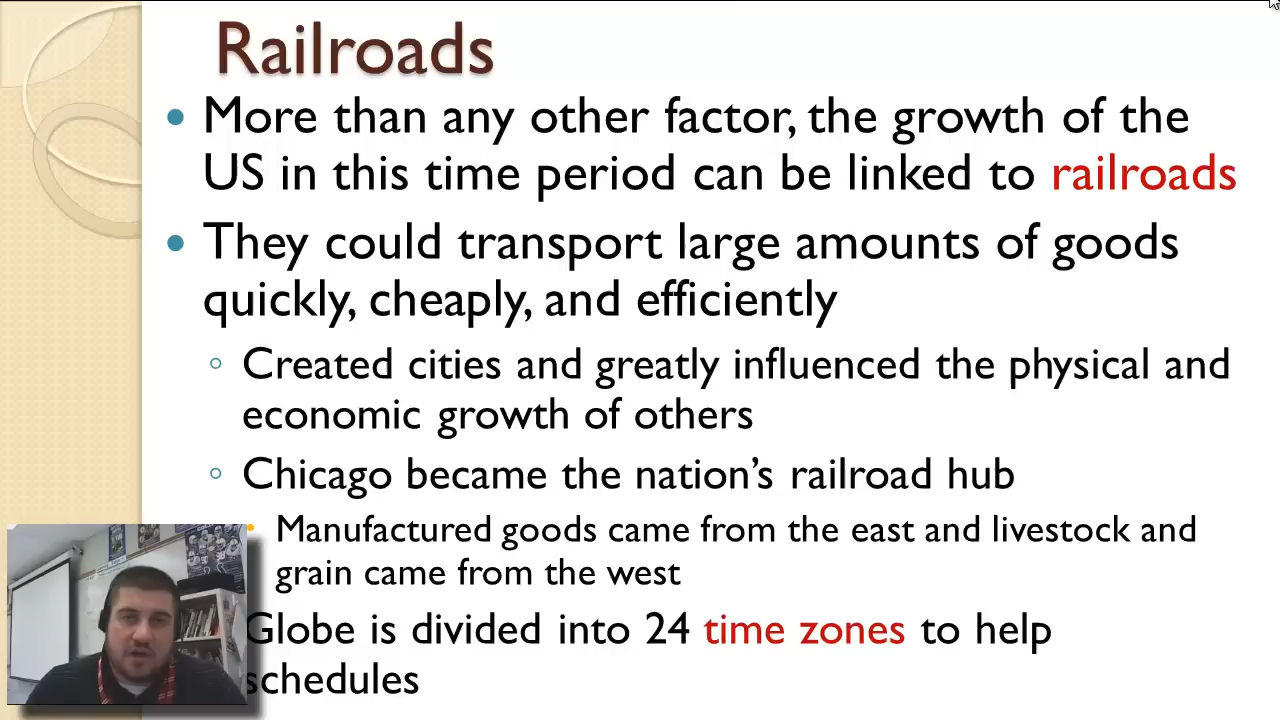 Railroads
More than any other factor, the growth of the
US in this time period can be linked to railroads
They could transport large amounts of goods
quickly, cheaply, and efficiently
Created cities and greatly influenced the physical and
economic growth of others
Chicago became the nation's railroad hub
Manufactured goods came from the east and livestock and
grain came from the west
Globe is divided into 24 time zones to help
schedules